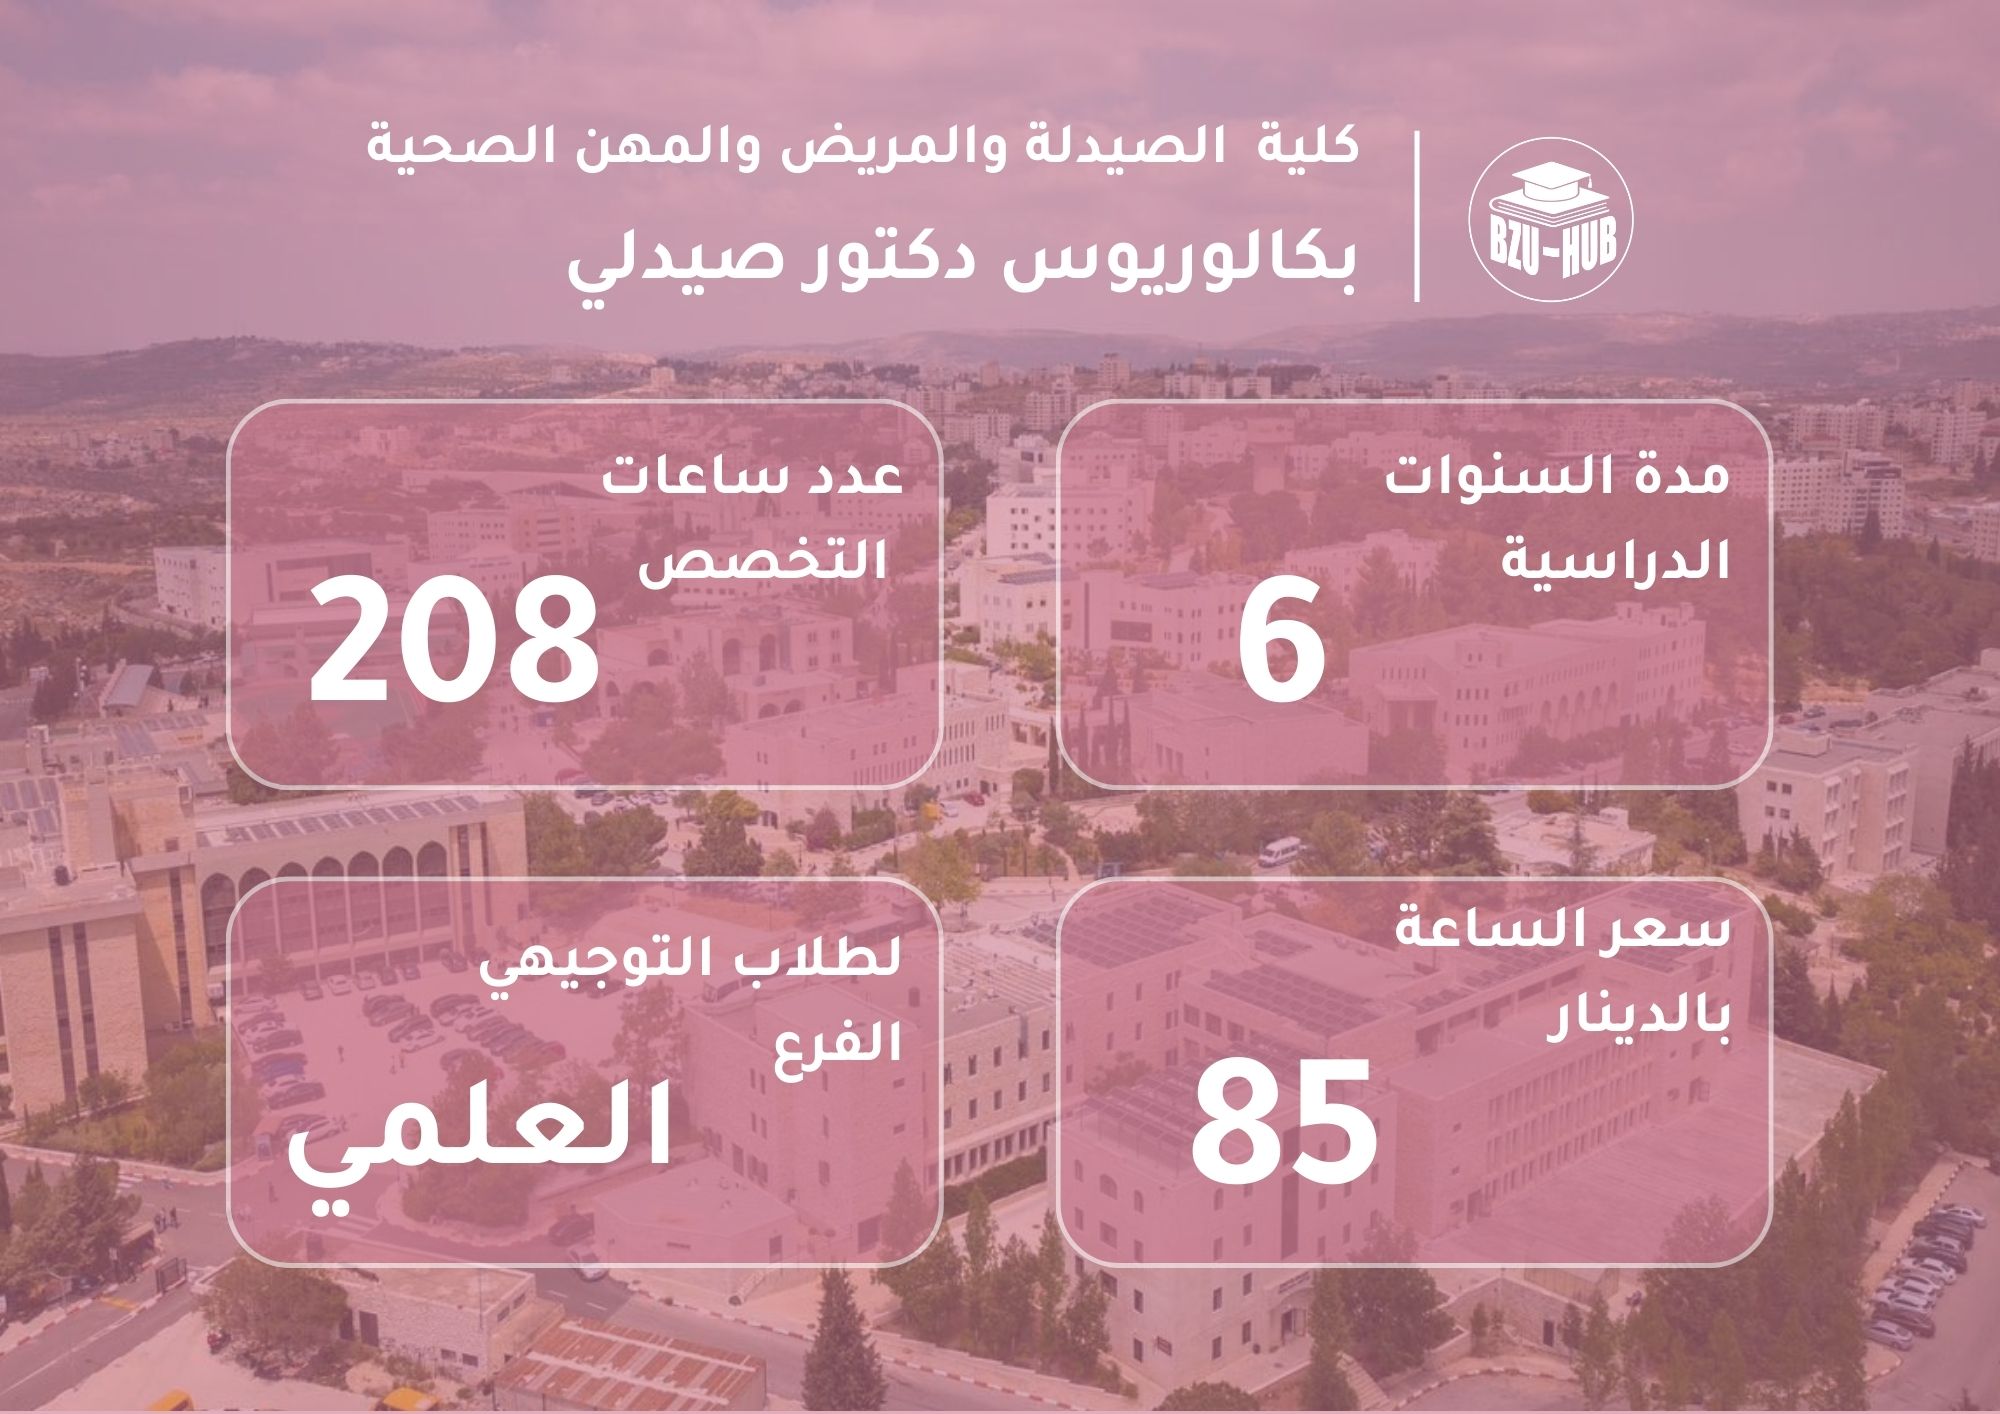 كلية الصيدلة والمريض والمهن الصحية
بكالوريوس دكتور صيدلي
BZU-HUB
مدة السنوات
الدراسية
6
عدد ساعات
التخصص
208
سعر الساعة
بالدينار
85
لطلاب التوجيهي
الفرع
العلمي